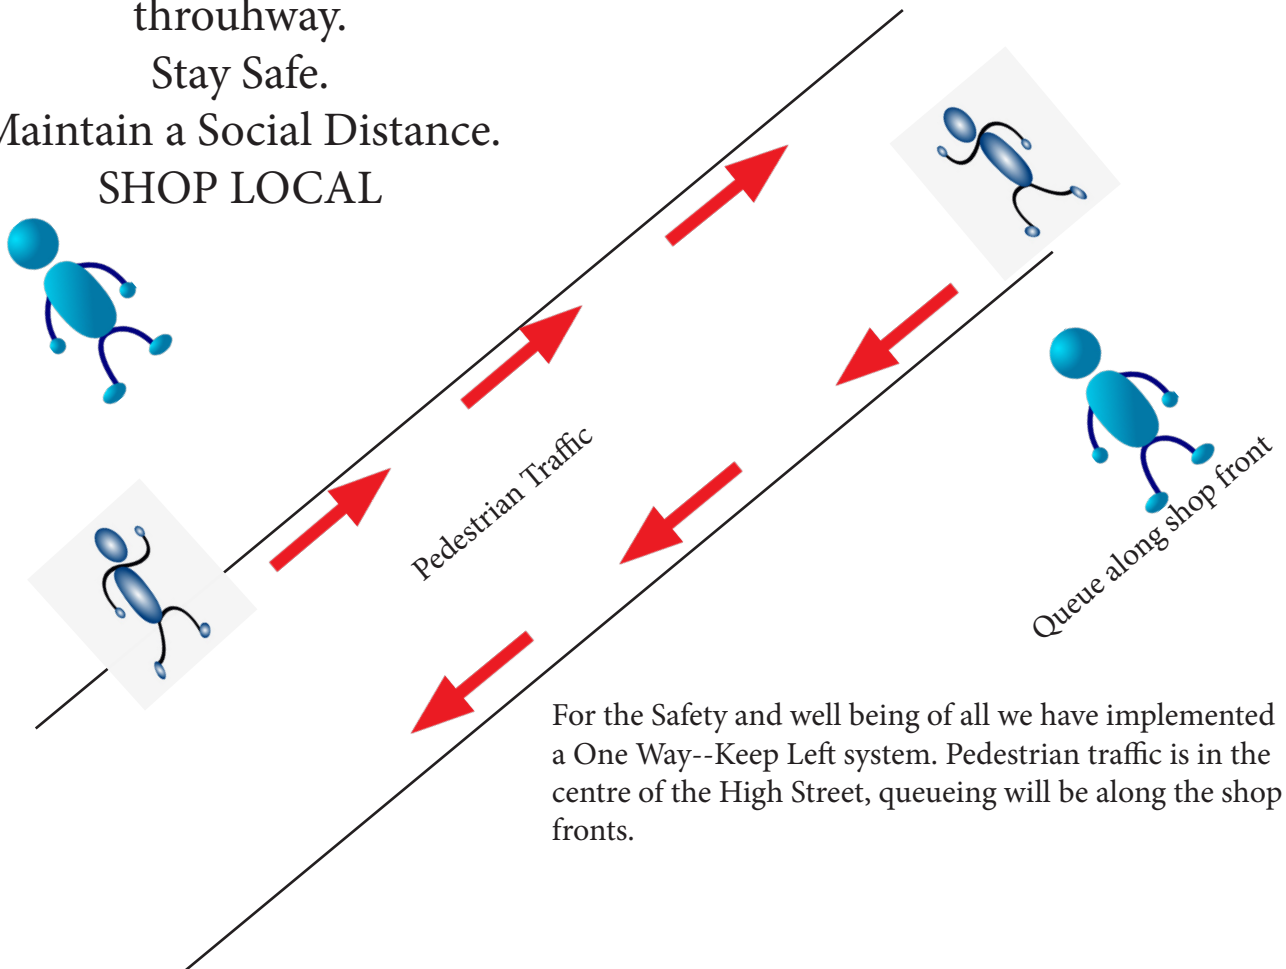 throuhway.
Stay Safe.
Maintain a Social Distance.
SHOP LOCAL
Pedestrian Traffic
Queue along shop front
For the Safety and well being of all we have implemented
a One Way--Keep Left system. Pedestrian traffic is in the
centre of the High Street, queueing will be along the shop
fronts.